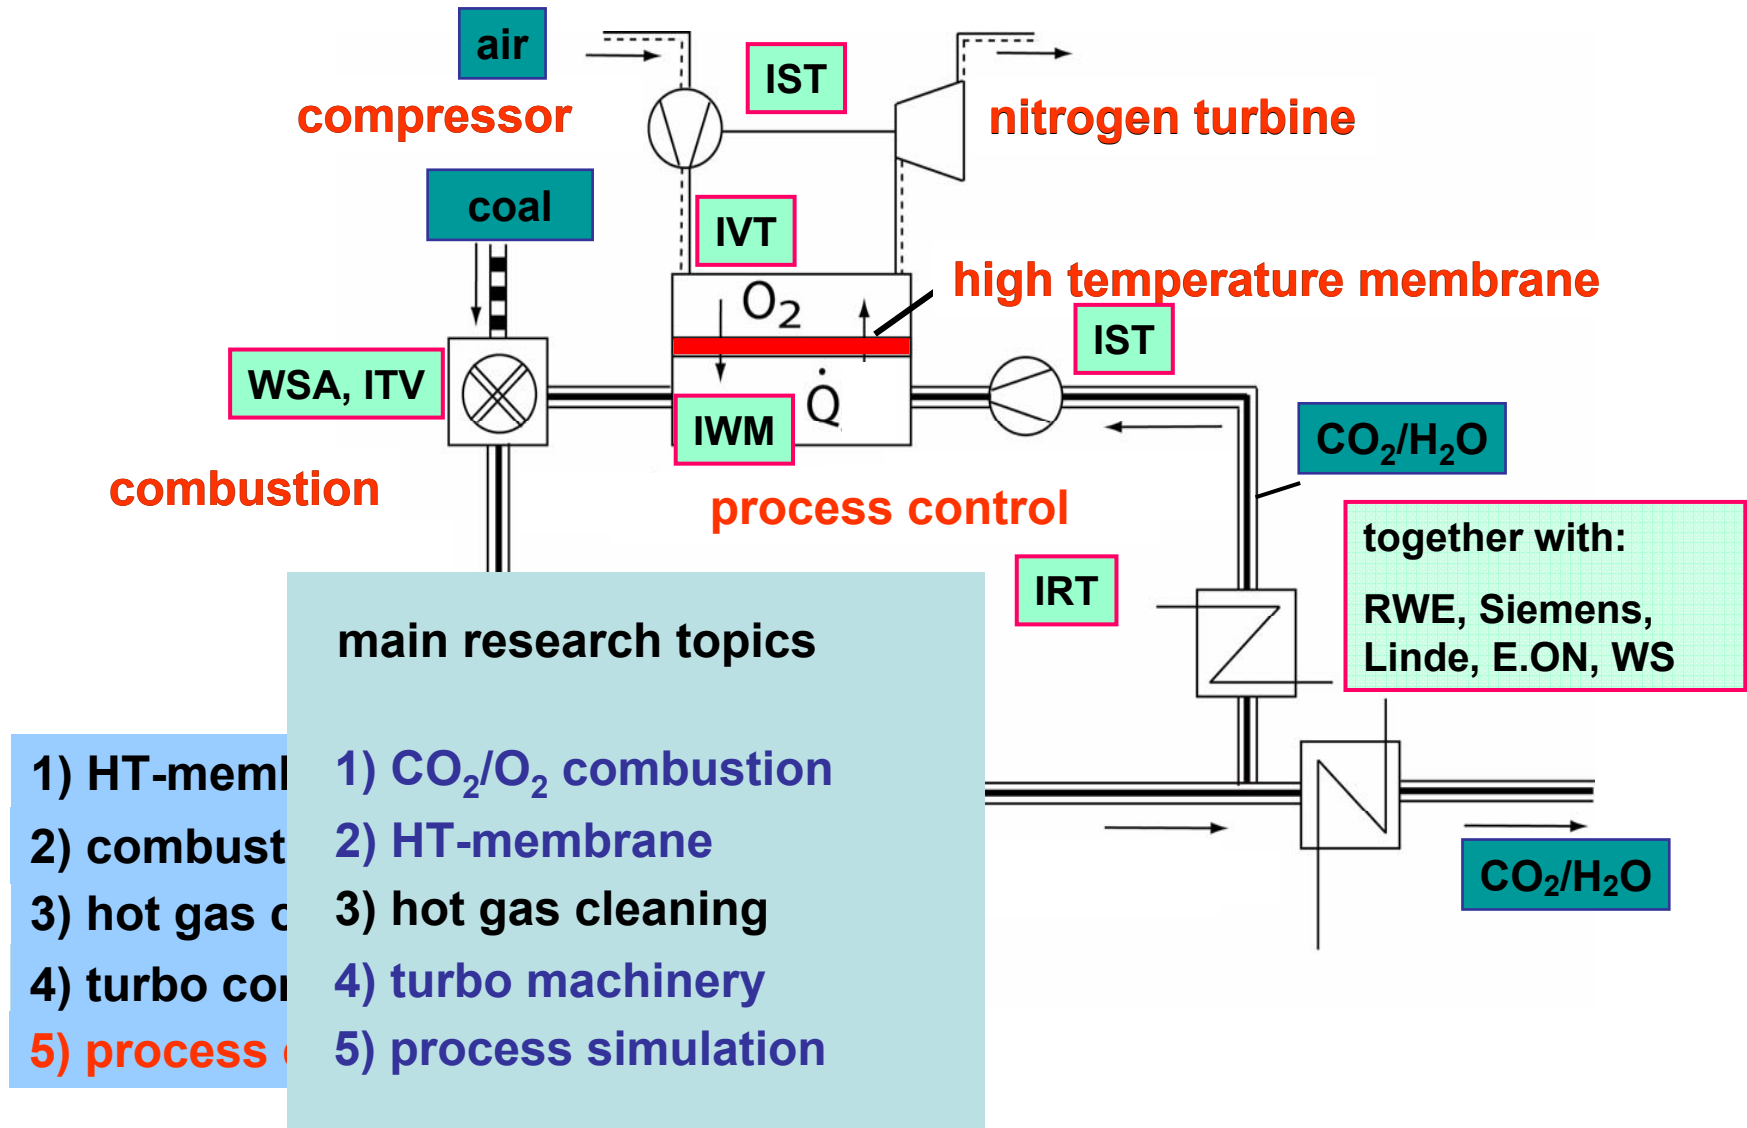 air
IST
compressor
nitrogen turbine
coal
IVT
high temperature membrane
O2
IST
WSA, ITV
Q̇
IWM
CO2/H2O
combustion
process control
together with:
RWE, Siemens,
Linde, E.ON, WS
IRT
main research topics
1) CO2/O2 combustion
2) HT-membrane
3) hot gas cleaning
4) turbo machinery
5) process simulation
1) HT-mem
2) combust
3) hot gas
4) turbo
5) process
CO2/H2O